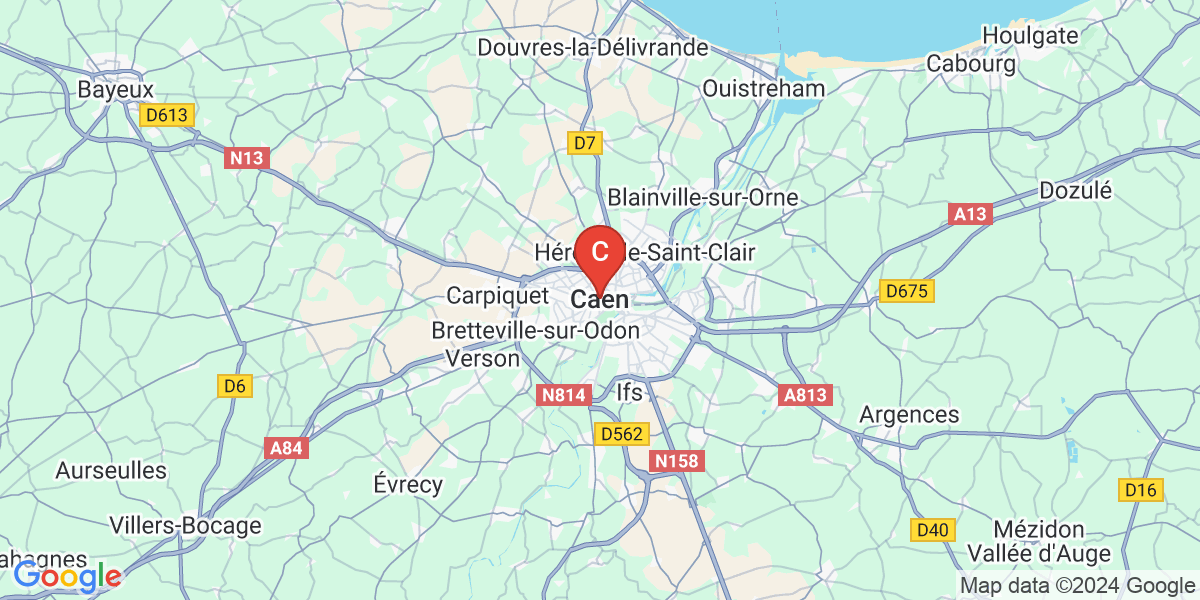 Houlgate
Douvres-la-Délivrande
Cabourg
Bayeux
Ouistreham
D613
D7
N13
Dozulé
Blainville-sur-Orne
A13
C
Saint-Clair
D675
Carpiquet
Caen
Bretteville-sur-Odon
Verson
D6
N814
Ifs
A813
Argences
D562
A84
N158
Aurseulles
Évrecy
D16
Villers-Bocage
D40
Mézidon
Vallée d'Auge
Google
Map data ©2024 Google